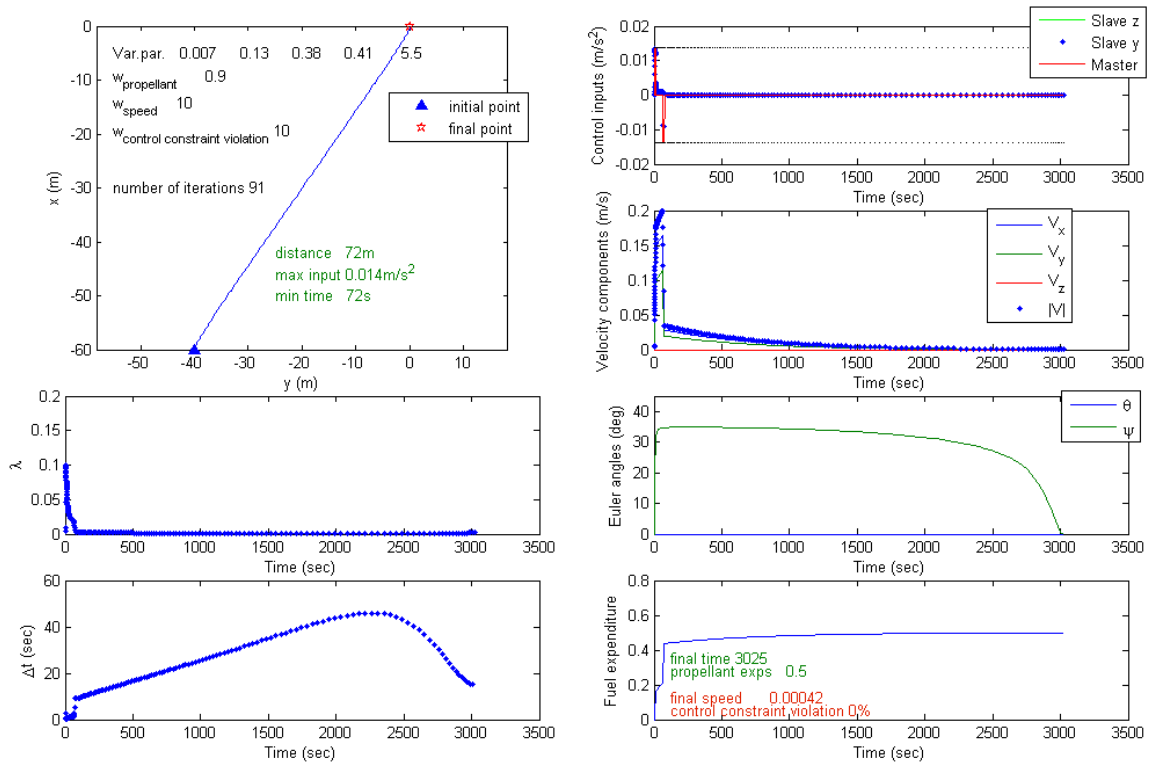 0
-10
-20
-30
-40
-50
-60
x (m)
-50 -40 -30 -20 -10 0 10
y (m)
Var.par. 0.007 0.13 0.38 0.41 5.5
wpropellant 0.9
wspeed 10
wcontrol constraint violation 10
number of iterations 91
initial point
final point
distance 72m
max input 0.014m/s2
min time 72s
0.02
0.01
0
-0.01
-0.02
Control inputs (m/s2)
0 500 1000 1500 2000 2500 3000 3500
Time (sec)
Slave z
Slave y
Master
0.2
0.15
0.1
0.05
0
Velocity components (m/s)
0 500 1000 1500 2000 2500 3000 3500
Time (sec)
Vx
Vy
Vz
|V|
0.2
0.15
0.1
0.05
0
λ
0 500 1000 1500 2000 2500 3000 3500
Time (sec)
40
30
20
10
0
Euler angles (deg)
0 500 1000 1500 2000 2500 3000 3500
Time (sec)
θ
ψ
60
40
20
0
Δt (sec)
0 500 1000 1500 2000 2500 3000 3500
Time (sec)
0.8
0.6
0.4
0.2
0
Fuel expenditure
final time 3025
propellant exps 0.5
final speed 0.00042
control constraint violation 0%
0 500 1000 1500 2000 2500 3000 3500
Time (sec)